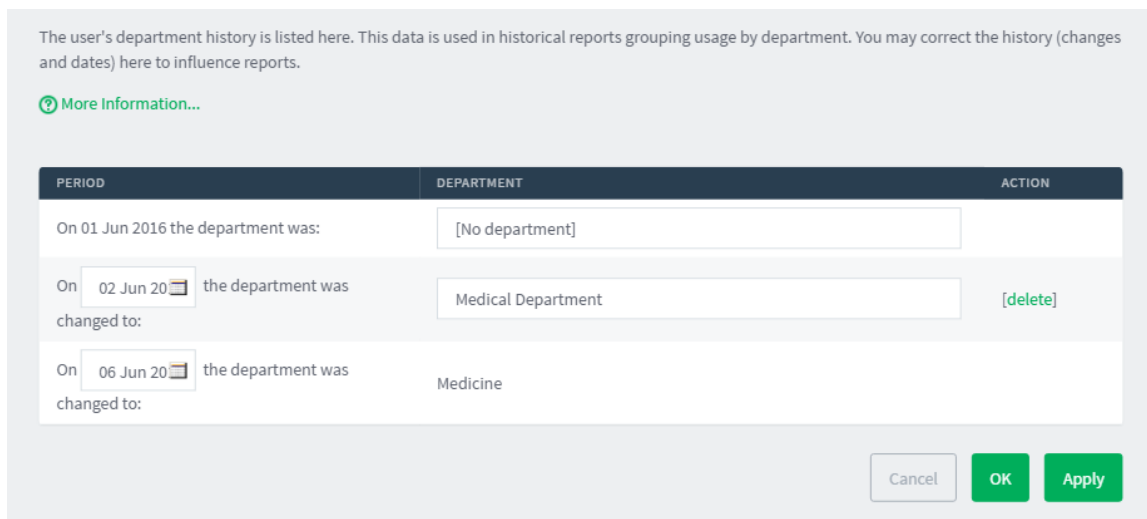 The user's department history is listed here. This data is used in historical reports grouping usage by department. You may correct the history (changes
and dates) here to influence reports.
More Information...
PERIOD DEPARTMENT ACTION
On 01 Jun 2016 the department was: [No department]
On 02 Jun 20 the department was
changed to: Medical Department [delete]
On 06 Jun 20 the department was
changed to: Medicine
Cancel OK Apply